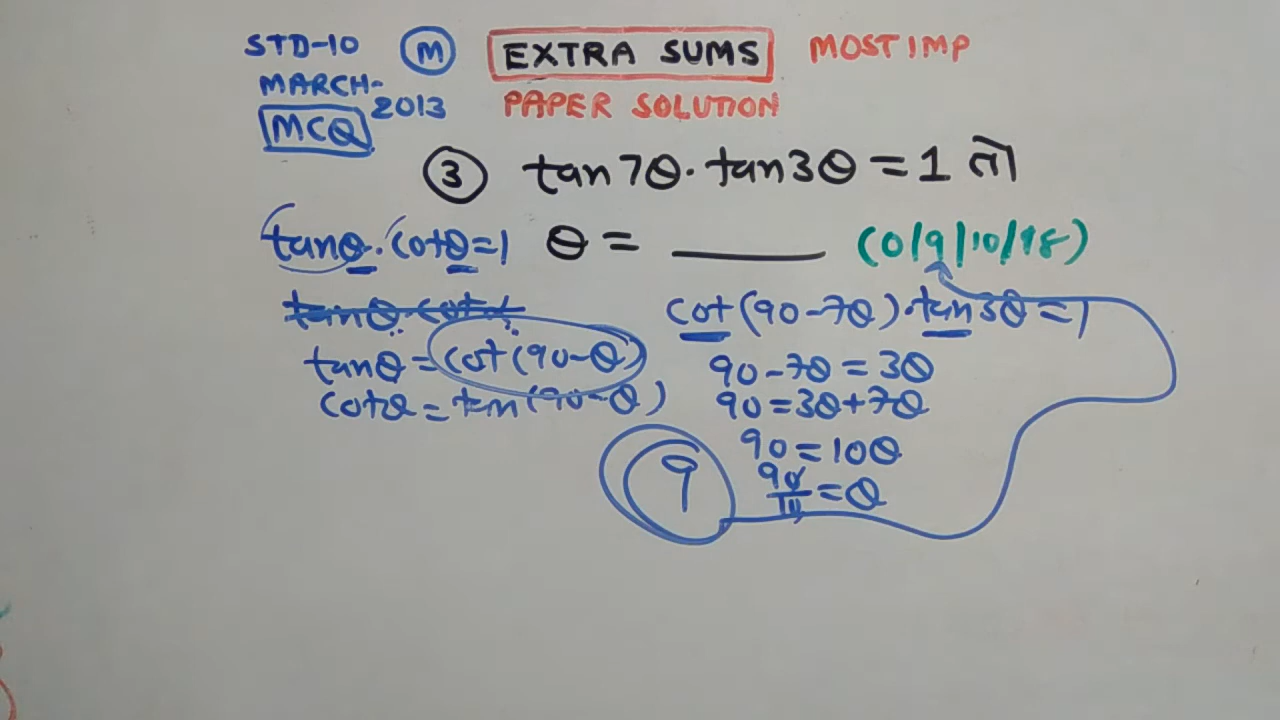 STD-10 M EXTRA SUMS MOST IMP
MARCH-2013 PAPER SOLUTION
MCQ
3 tan7θ·tan3θ = 1 તો
tanθ·cotθ=1 θ = ______ (0/9/10/18)
tanθ = cot(90-θ)
cotθ = tan(90-θ)
cot(90-7θ)·tan3θ=1
90-7θ=3θ
90=3θ+7θ
90=10θ
90/10=θ
9